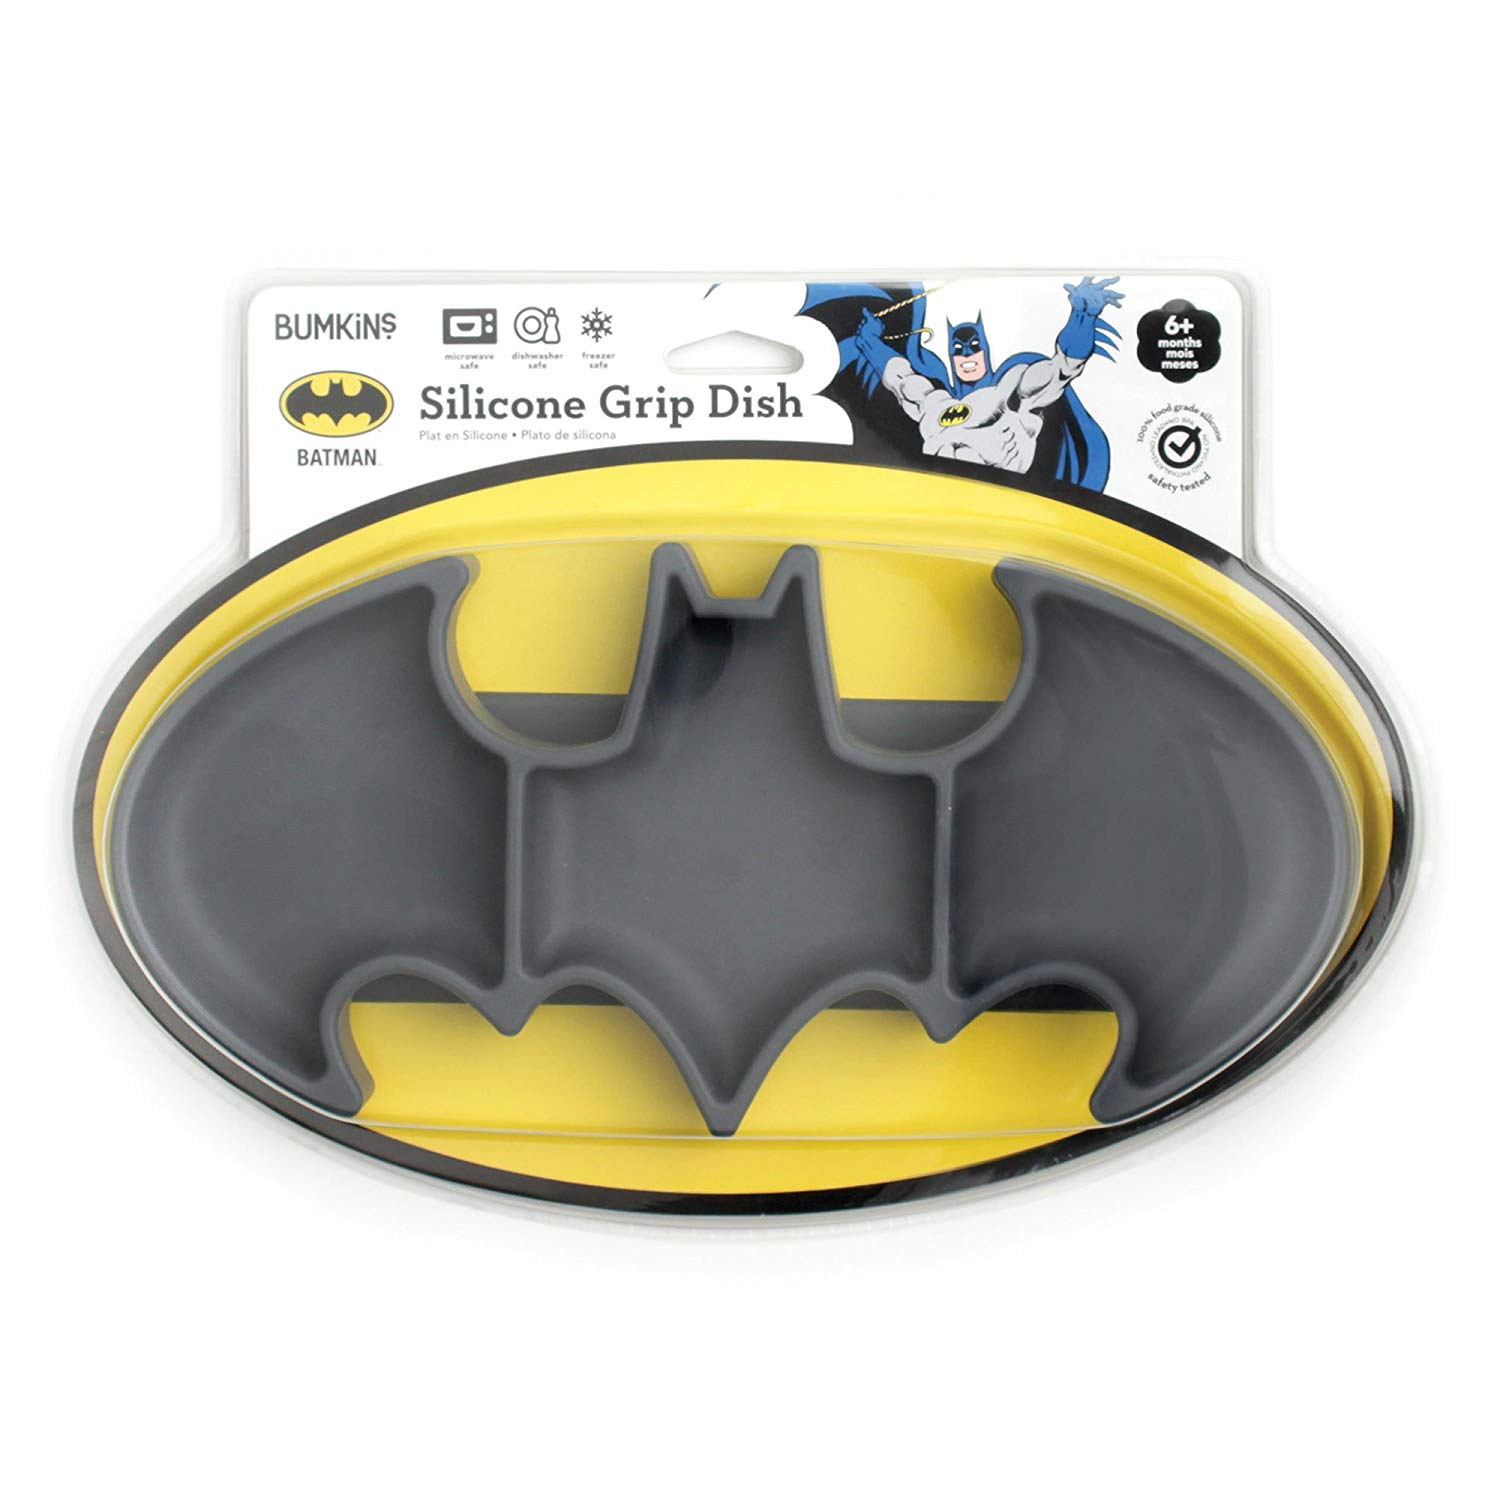 BUMKINS
microwave safe
dishwasher safe
freezer safe
BATMAN
Silicone Grip Dish
Plat en Silicone • Plato de silicona
6+
months
mois
meses
100% food grade silicone
safety tested